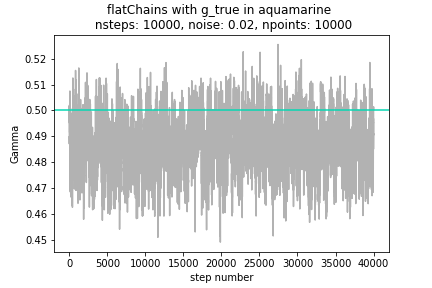 flatChains with g_true in aquamarine
nsteps: 10000, noise: 0.02, npoints: 10000
0.52
0.51
0.50
0.49
0.48
0.47
0.46
0.45
Gamma
0 5000 10000 15000 20000 25000 30000 35000 40000
step number